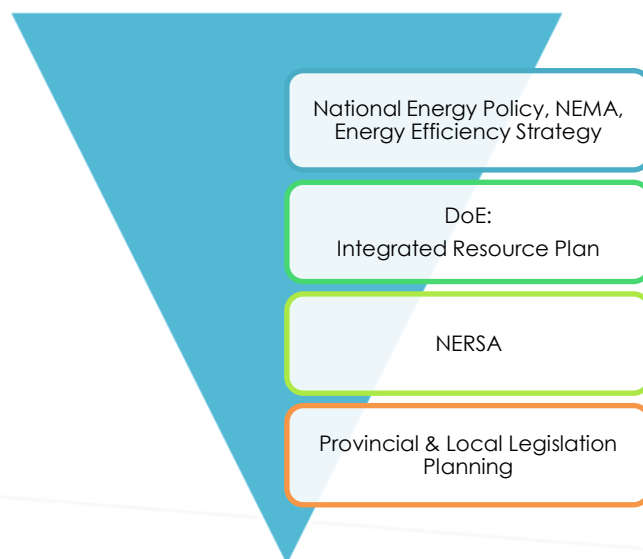 National Energy Policy, NEMA,
Energy Efficiency Strategy
DoE:
Integrated Resource Plan
NERSA
Provincial & Local Legislation
Planning